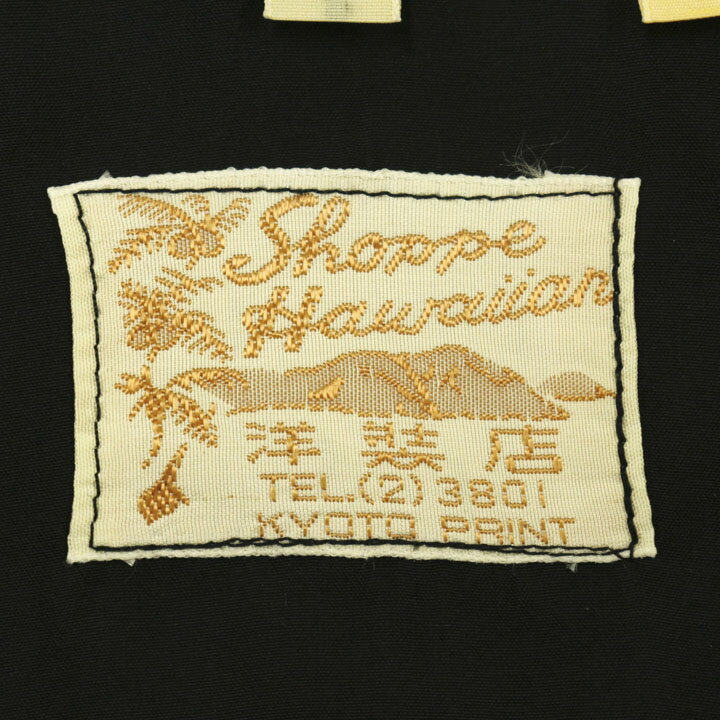 Shoppe
Hawaiian
洋装店
TEL.(2)3801
KYOTO PRINT